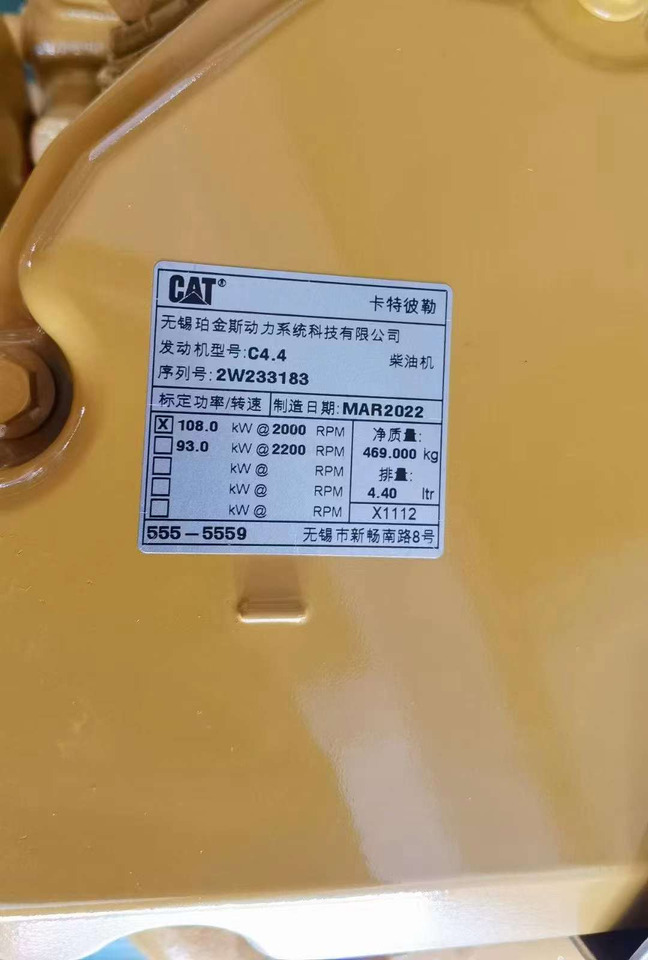 CAT® 卡特彼勒
无锡珀金斯动力系统科技有限公司
发动机型号:C4.4 柴油机
序列号:2W233183
标定功率/转速 制造日期:MAR2022
X 108.0 kW @ 2000 RPM 净质量:
93.0 kW @ 2200 RPM 469.000 kg
kW @ RPM 排量:
kW @ RPM 4.40 ltr
kW @ RPM X1112
555-5559 无锡市新畅南路8号